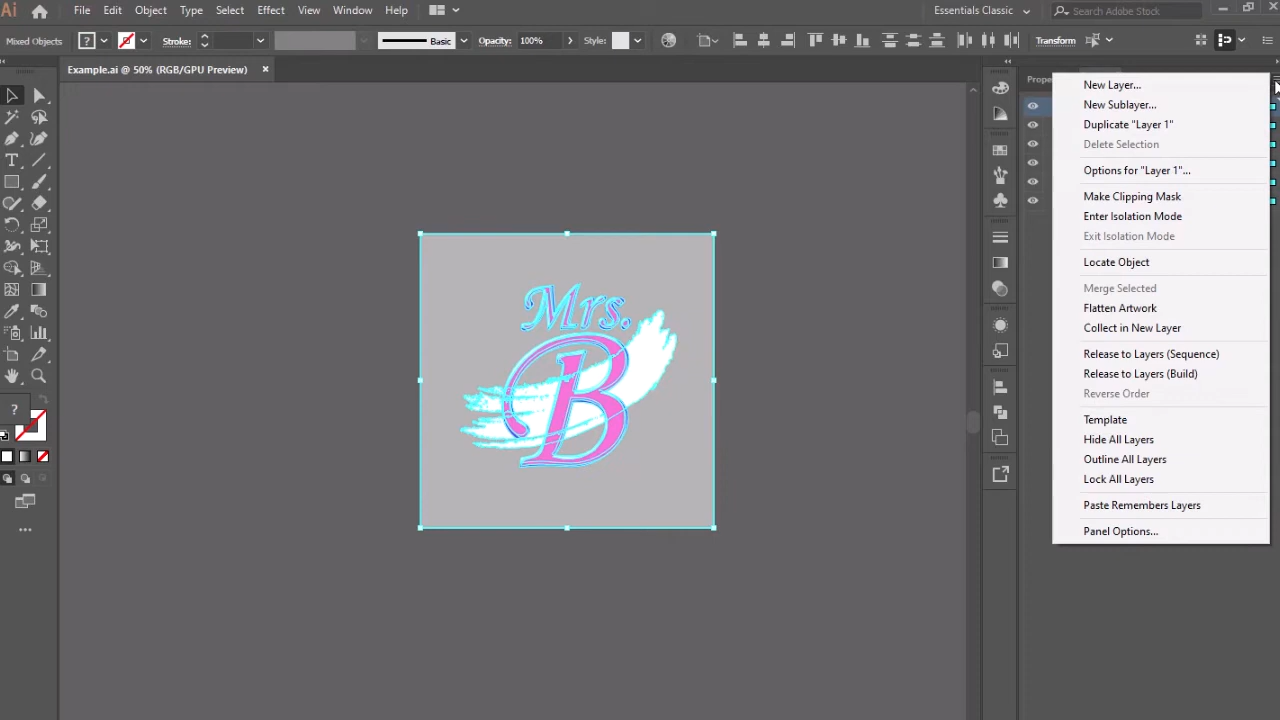 Ai File Edit Object Type Select Effect View Window Help Essentials Classic Search Adobe Stock
Mixed Objects ? Stroke: Basic Opacity: 100% Style: Transform
Example.ai @ 50% (RGB/GPU Preview) ×
New Layer...
New Sublayer...
Duplicate "Layer 1"
Delete Selection
Options for "Layer 1"...
Make Clipping Mask
Enter Isolation Mode
Exit Isolation Mode
Locate Object
Merge Selected
Flatten Artwork
Collect in New Layer
Release to Layers (Sequence)
Release to Layers (Build)
Reverse Order
Template
Hide All Layers
Outline All Layers
Lock All Layers
Paste Remembers Layers
Panel Options...
Mrs.
B
?